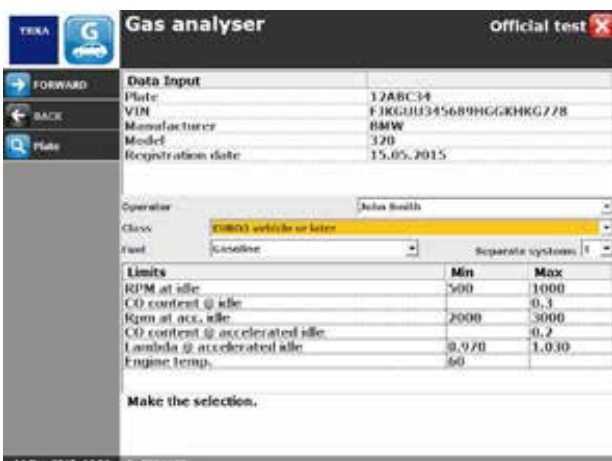 TEXA
G
Gas analyser
Official test
FORWARD
BACK
Plate
Data Input
Plate 12ABC34
VIN
Manufacturer BMW
Model 320
Registration date 15.05.2015
Operator John Smith
Class EURO3 vehicle or later
Fuel Gasoline Separate systems 1
Limits Min Max
RPM at idle 500 1000
CO content @ idle 0.3
Rpm at acc. idle 2000 3000
CO content @ accelerated idle 0.2
Lambda @ accelerated idle 0.970 1.030
Engine temp. 60
Make the selection.